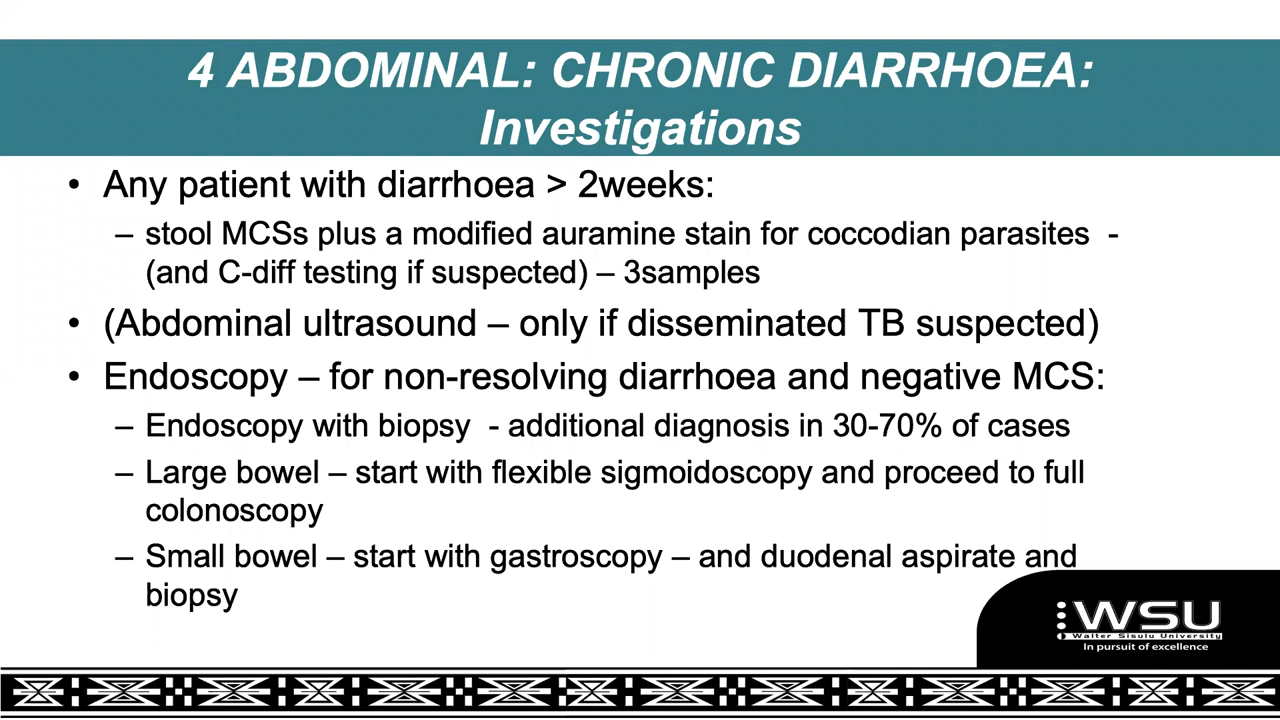 4 ABDOMINAL: CHRONIC DIARRHOEA:
Investigations
• Any patient with diarrhoea > 2weeks:
– stool MCSs plus a modified auramine stain for coccodian parasites -
(and C-diff testing if suspected) – 3samples
• (Abdominal ultrasound – only if disseminated TB suspected)
• Endoscopy – for non-resolving diarrhoea and negative MCS:
– Endoscopy with biopsy - additional diagnosis in 30-70% of cases
– Large bowel – start with flexible sigmoidoscopy and proceed to full
colonoscopy
– Small bowel – start with gastroscopy – and duodenal aspirate and
biopsy
WSU
Walter Sisulu University
In pursuit of excellence